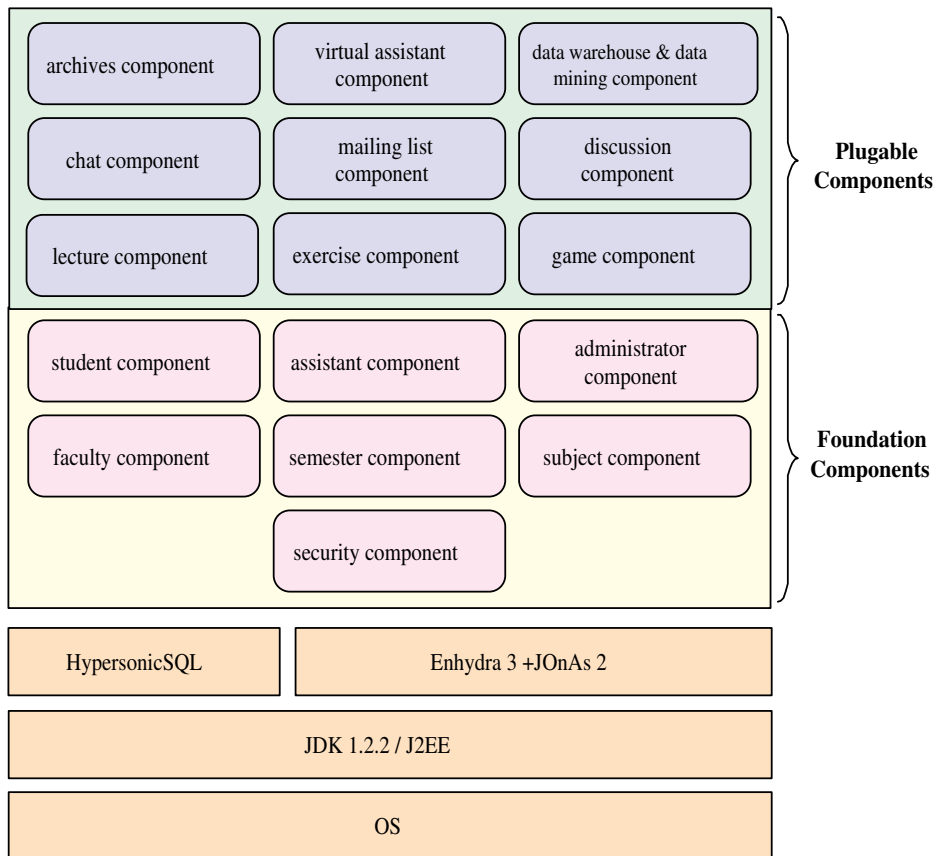 archives component
virtual assistant
component
data warehouse & data
mining component
chat component
mailing list
component
discussion
component
lecture component
exercise component
game component
Plugable
Components
student component
assistant component
administrator
component
faculty component
semester component
subject component
security component
Foundation
Components
HypersonicSQL
Enhydra 3 +JOnAs 2
JDK 1.2.2 / J2EE
OS